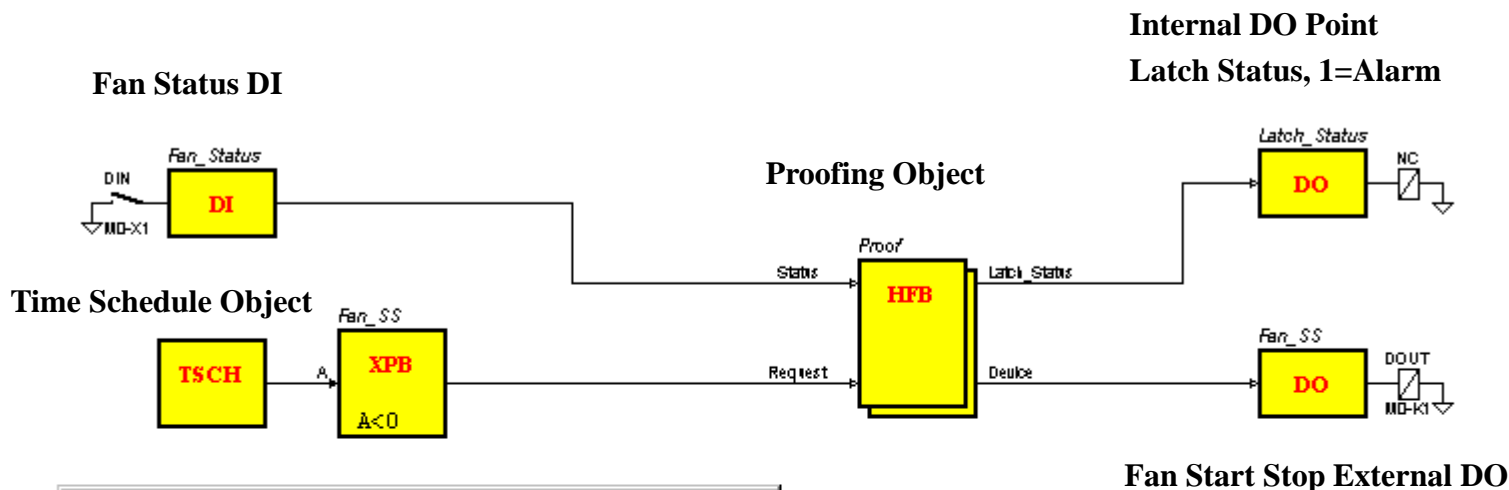 Internal DO Point
Latch Status, 1=Alarm
Fan Status DI
Latch_Status
Fan_Status
NC
Proofing Object
DIN
DI
DO
M0-X1
Proof
Status
Latch_Status
HFB
Time Schedule Object
Fan_SS
Fan_SS
XPB
TSCH
A
Request
Device
DO
DOUT
M0-K1
A<0
Fan Start Stop External DO